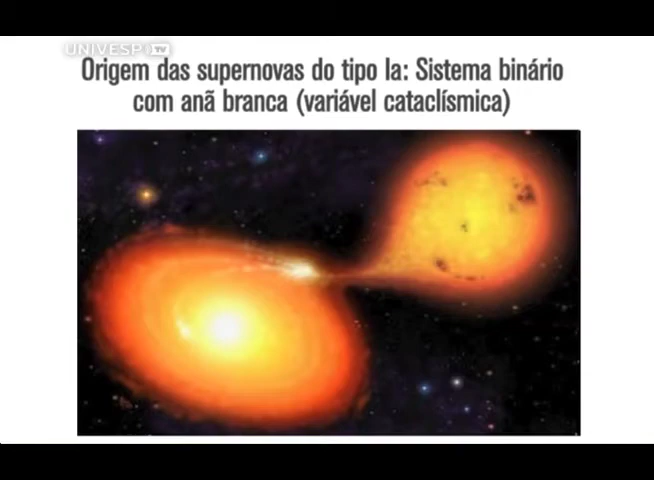 UNIVESP TV
Origem das supernovas do tipo Ia: Sistema binário
com anã branca (variável cataclísmica)